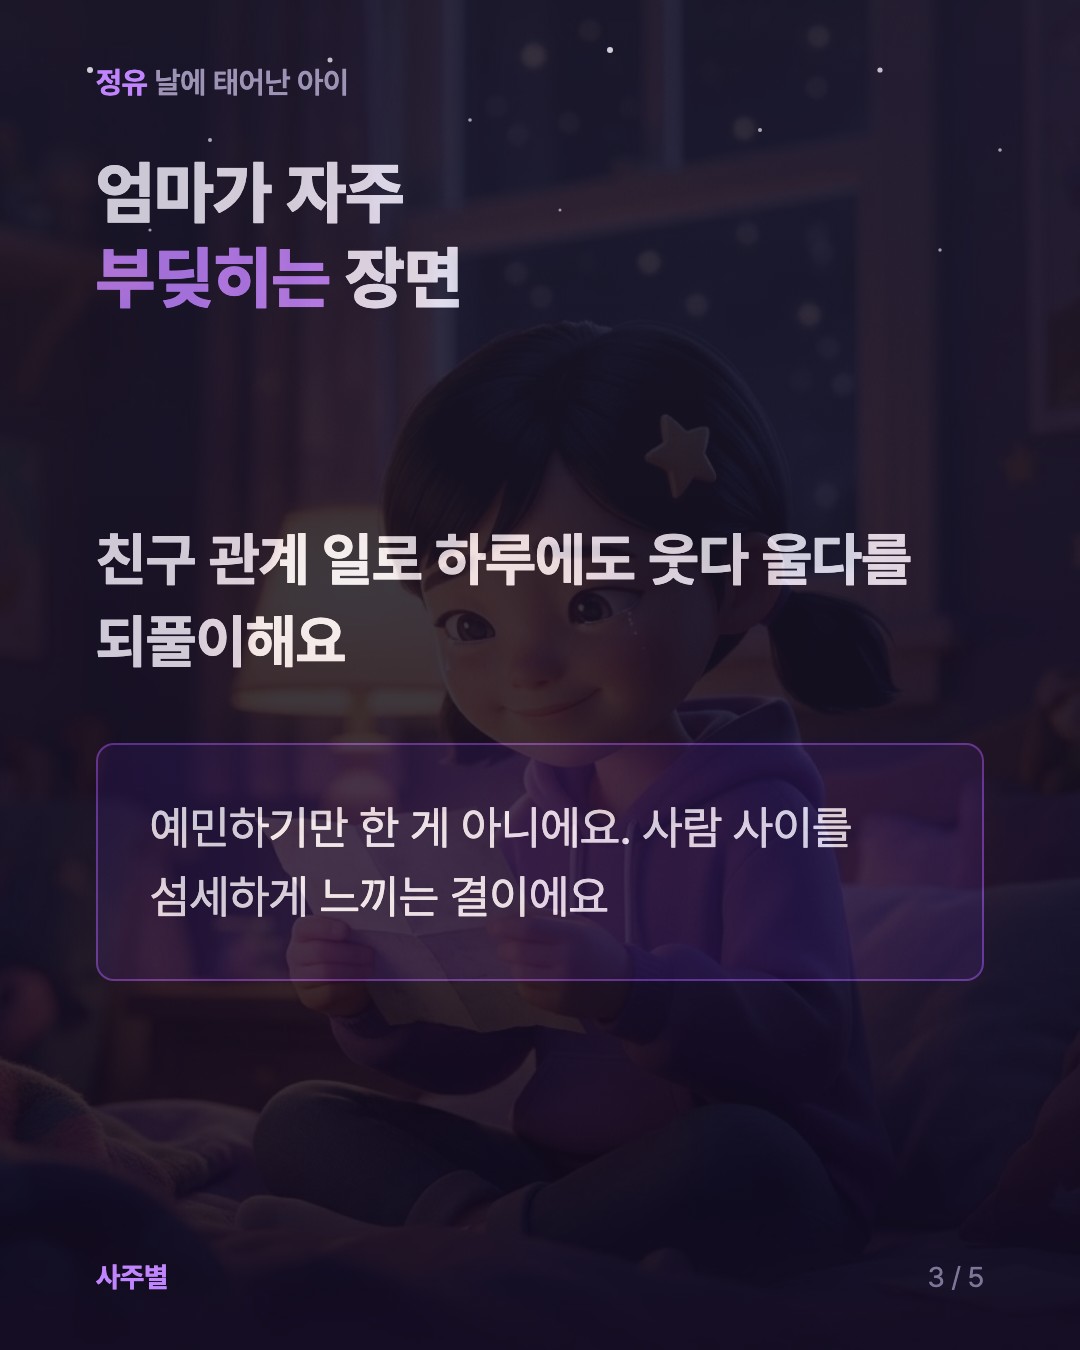 정유 날에 태어난 아이
엄마가 자주
부딪히는 장면
친구 관계 일로 하루에도 웃다 울다를
되풀이해요
예민하기만 한 게 아니에요. 사람 사이를
섬세하게 느끼는 결이에요
사주별
3 / 5